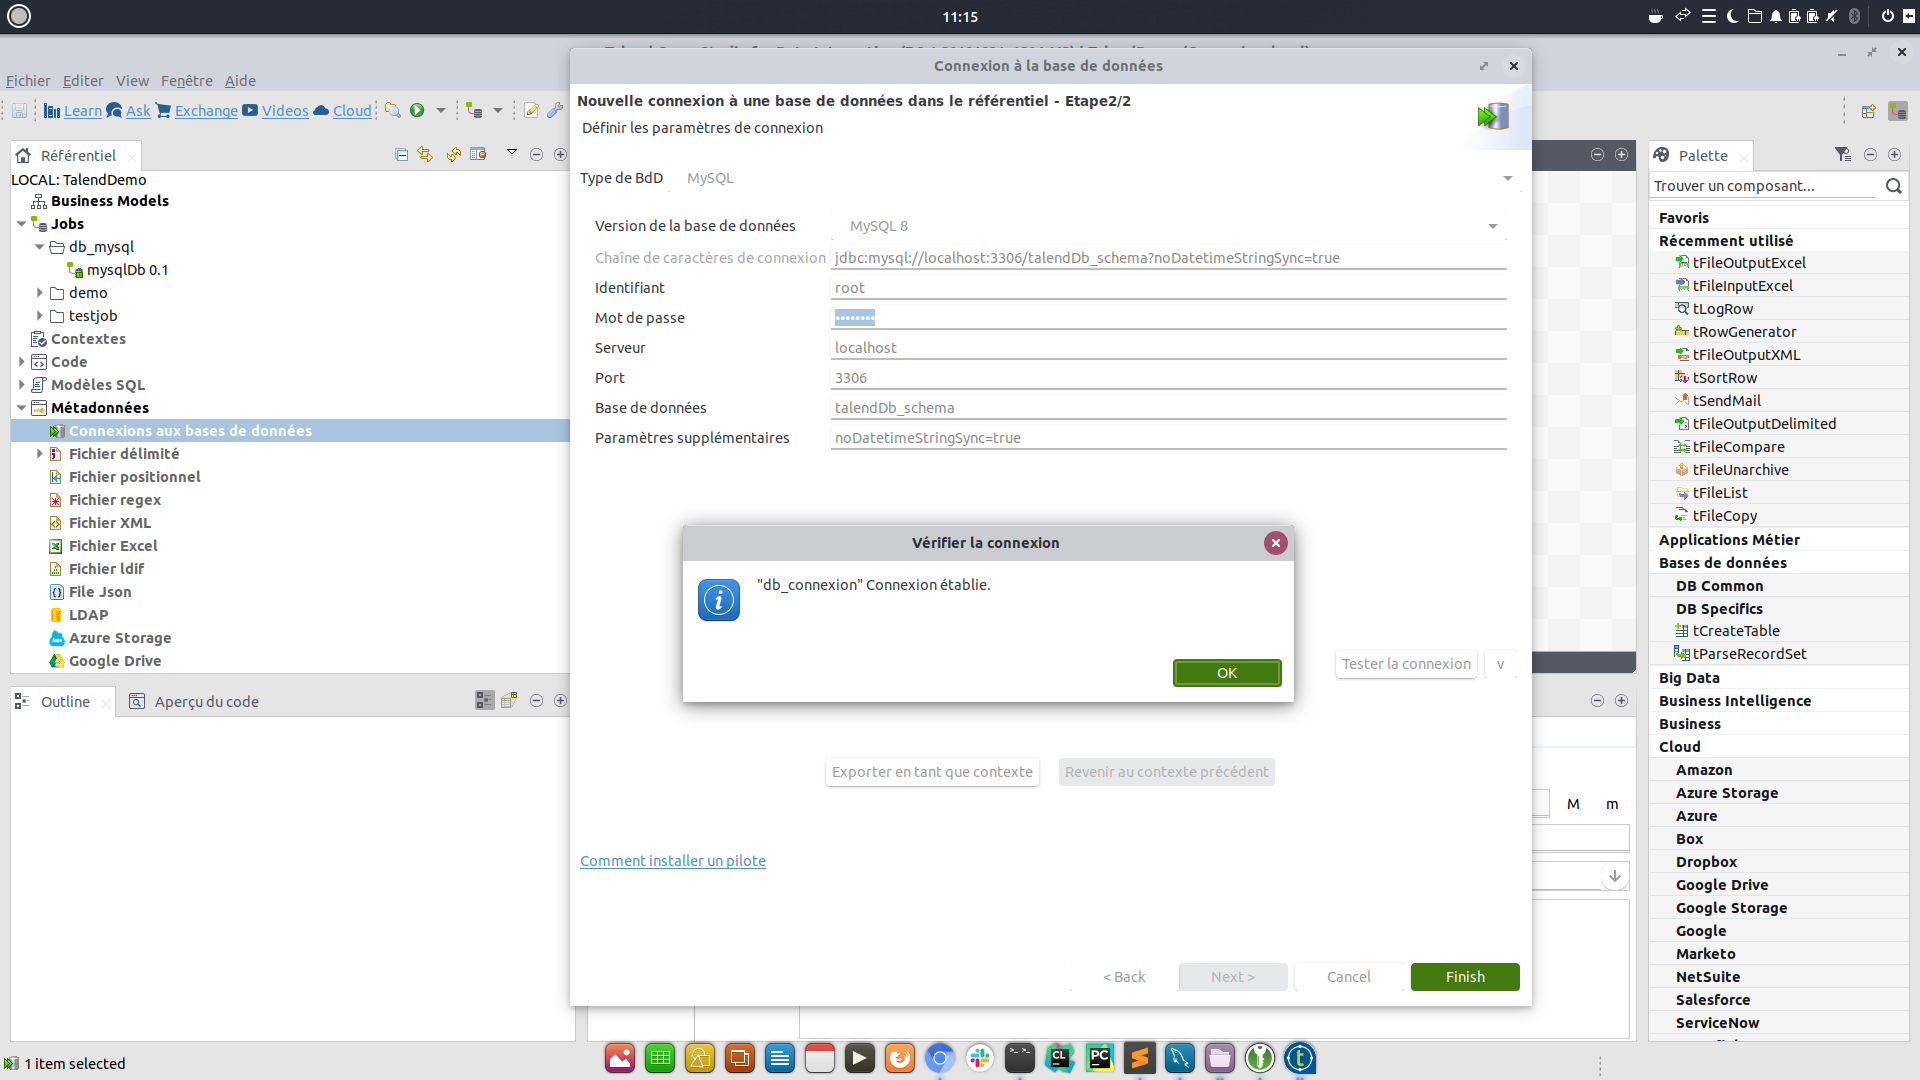 11:15
Fichier Editer View Fenêtre Aide
Learn Ask Exchange Videos Cloud
Connexion à la base de données
Nouvelle connexion à une base de données dans le référentiel - Etape2/2
Définir les paramètres de connexion
Référentiel
LOCAL: TalendDemo
Business Models
Jobs
db_mysql
mysqlDb 0.1
demo
testjob
Contextes
Code
Modèles SQL
Métadonnées
Connexions aux bases de données
Fichier délimité
Fichier positionnel
Fichier regex
Fichier XML
Fichier Excel
Fichier ldif
File Json
LDAP
Azure Storage
Google Drive
Outline
Aperçu du code
1 item selected
Type de BdD MySQL
Version de la base de données MySQL 8
Chaîne de caractères de connexion jdbc:mysql://localhost:3306/talendDb_schema?noDatetimeStringSync=true
Identifiant root
Mot de passe ••••••••
Serveur localhost
Port 3306
Base de données talendDb_schema
Paramètres supplémentaires noDatetimeStringSync=true
Vérifier la connexion
"db_connexion" Connexion établie.
OK
Tester la connexion v
Exporter en tant que contexte Revenir au contexte précédent
Comment installer un pilote
< Back Next > Cancel Finish
M m
Palette
Trouver un composant...
Favoris
Récemment utilisé
tFileOutputExcel
tFileInputExcel
tLogRow
tRowGenerator
tFileOutputXML
tSortRow
tSendMail
tFileOutputDelimited
tFileCompare
tFileUnarchive
tFileList
tFileCopy
Applications Métier
Bases de données
DB Common
DB Specifics
tCreateTable
tParseRecordSet
Big Data
Business Intelligence
Business
Cloud
Amazon
Azure Storage
Azure
Box
Dropbox
Google Drive
Google Storage
Google
Marketo
NetSuite
Salesforce
ServiceNow
CL
PC